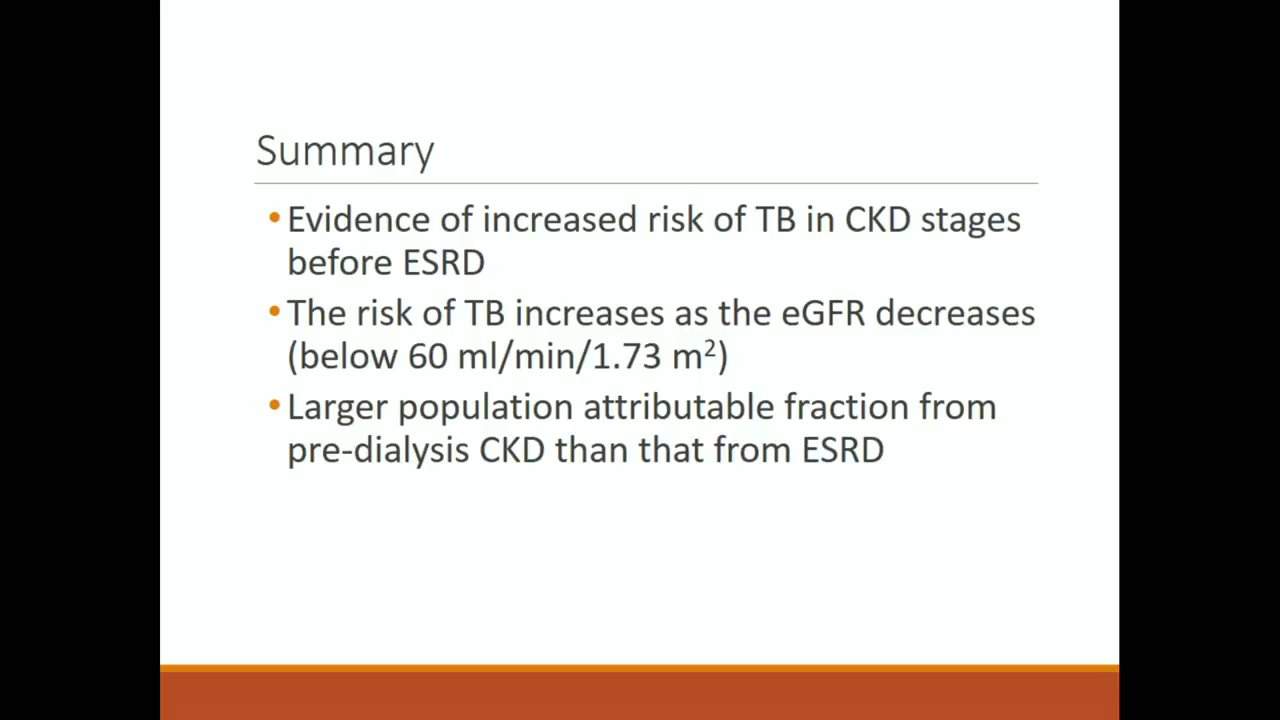 Summary
•Evidence of increased risk of TB in CKD stages
before ESRD
•The risk of TB increases as the eGFR decreases
(below 60 ml/min/1.73 m²)
•Larger population attributable fraction from
pre-dialysis CKD than that from ESRD